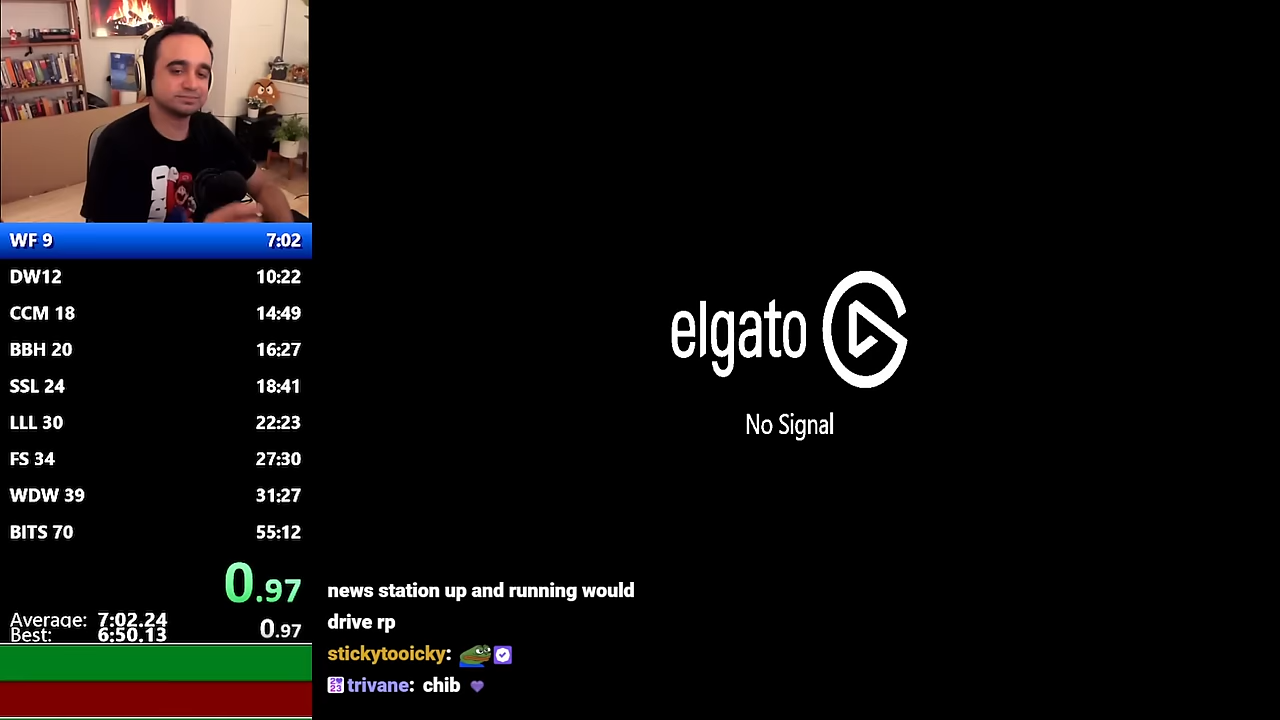 WF 9 7:02
DW12 10:22
CCM 18 14:49
BBH 20 16:27
SSL 24 18:41
LLL 30 22:23
FS 34 27:30
WDW 39 31:27
BITS 70 55:12
0.97
Average: 7:02.24
Best: 6:50.13 0.97
elgato
No Signal
news station up and running would
drive rp
stickytooicky:
trivane: chib